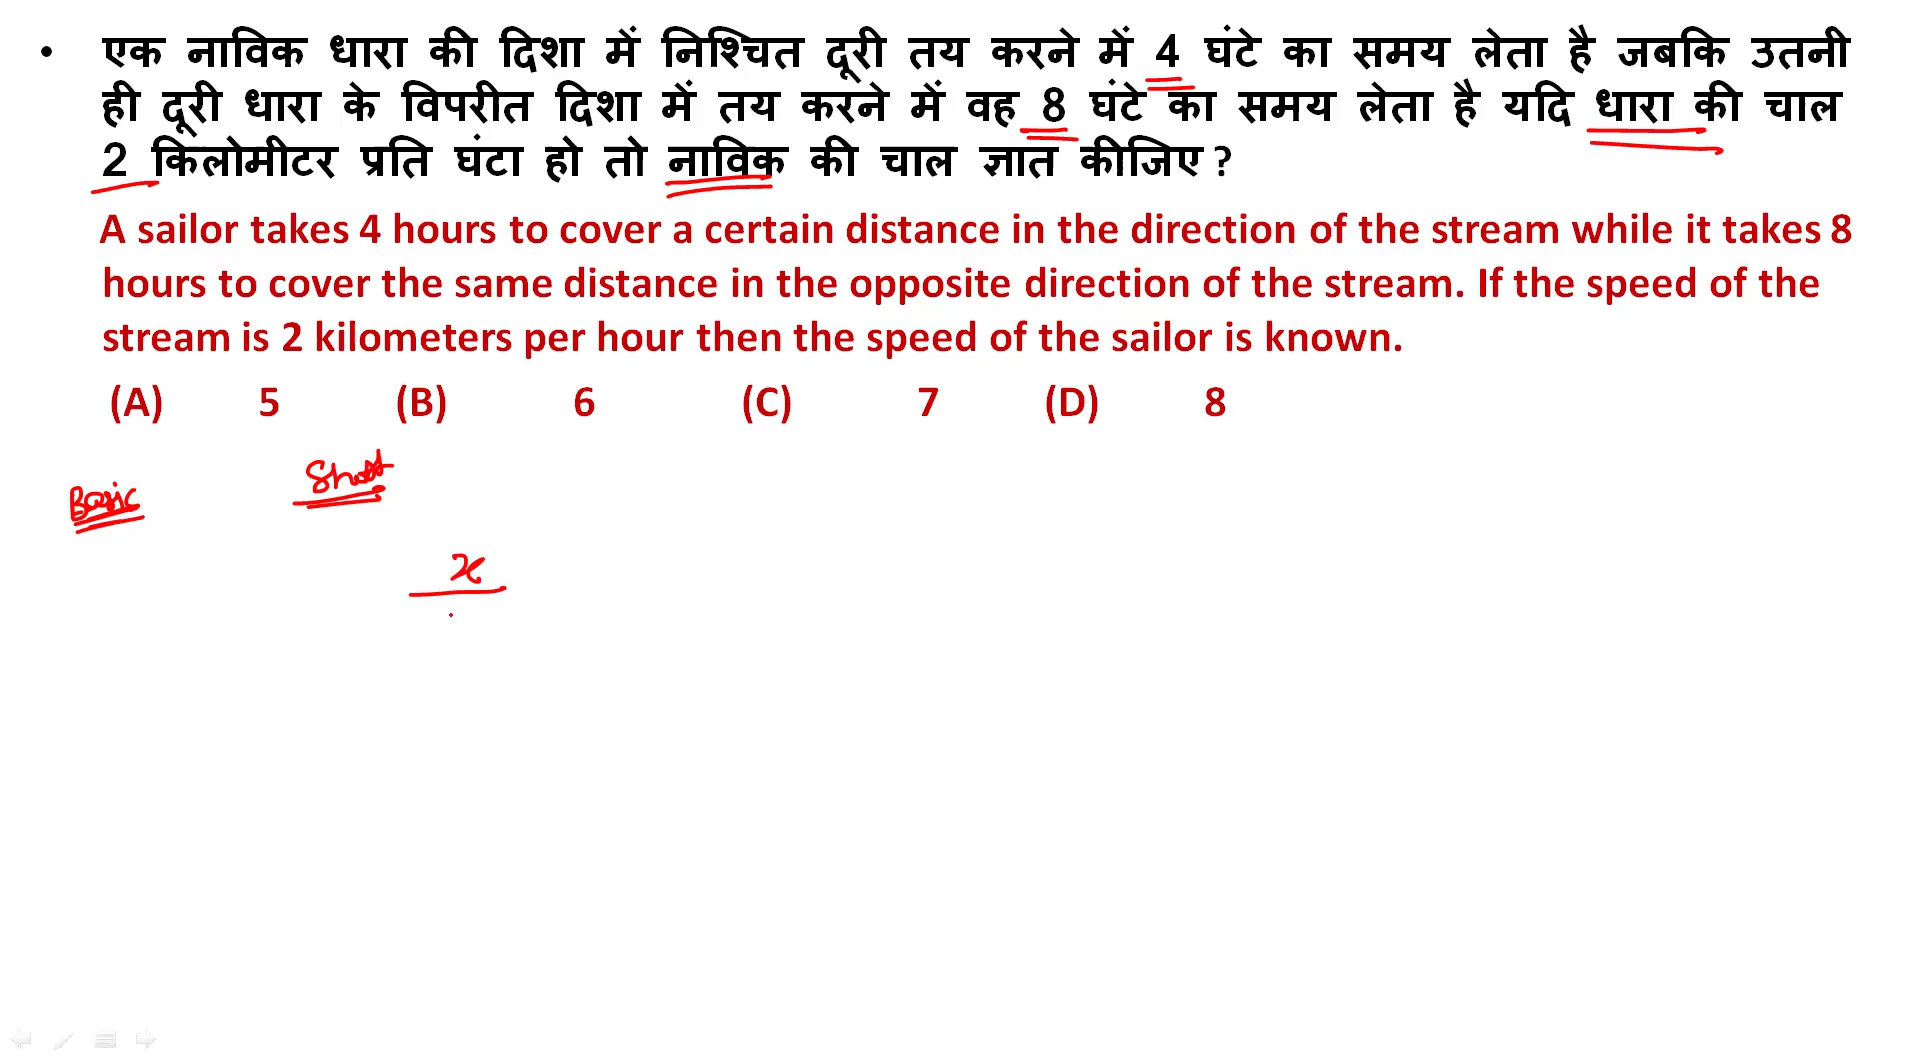 • एक नाविक धारा की दिशा में निश्चित दूरी तय करने में 4 घंटे का समय लेता है जबकि उतनी
ही दूरी धारा के विपरीत दिशा में तय करने में वह 8 घंटे का समय लेता है यदि धारा की चाल
2 किलोमीटर प्रति घंटा हो तो नाविक की चाल ज्ञात कीजिए ?
A sailor takes 4 hours to cover a certain distance in the direction of the stream while it takes 8
hours to cover the same distance in the opposite direction of the stream. If the speed of the
stream is 2 kilometers per hour then the speed of the sailor is known.
(A) 5 (B) 6 (C) 7 (D) 8
Short
Basic
x